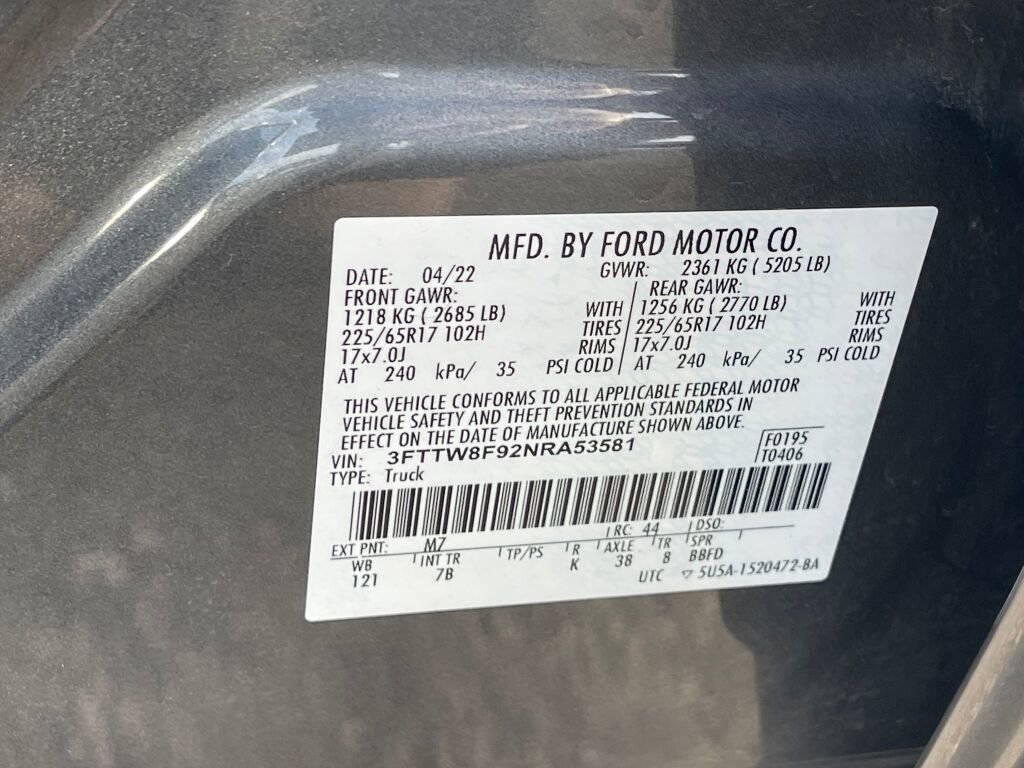 MFD. BY FORD MOTOR CO.
DATE: 04/22 GVWR: 2361 KG ( 5205 LB)
FRONT GAWR: REAR GAWR:
1218 KG ( 2685 LB) WITH 1256 KG ( 2770 LB) WITH
225/65R17 102H TIRES 225/65R17 102H TIRES
17x7.0J RIMS 17x7.0J RIMS
AT 240 kPa/ 35 PSI COLD AT 240 kPa/ 35 PSI COLD
THIS VEHICLE CONFORMS TO ALL APPLICABLE FEDERAL MOTOR
VEHICLE SAFETY AND THEFT PREVENTION STANDARDS IN
EFFECT ON THE DATE OF MANUFACTURE SHOWN ABOVE.
VIN: 3FTTW8F92NRA53581 F0195
TYPE: Truck T0406
EXT PNT: M7 RC: 44 DSO:
WB INT TR TP/PS R AXLE TR SPR
121 7B K 38 8 BBFD
UTC ▽ 5U5A-1520472-BA